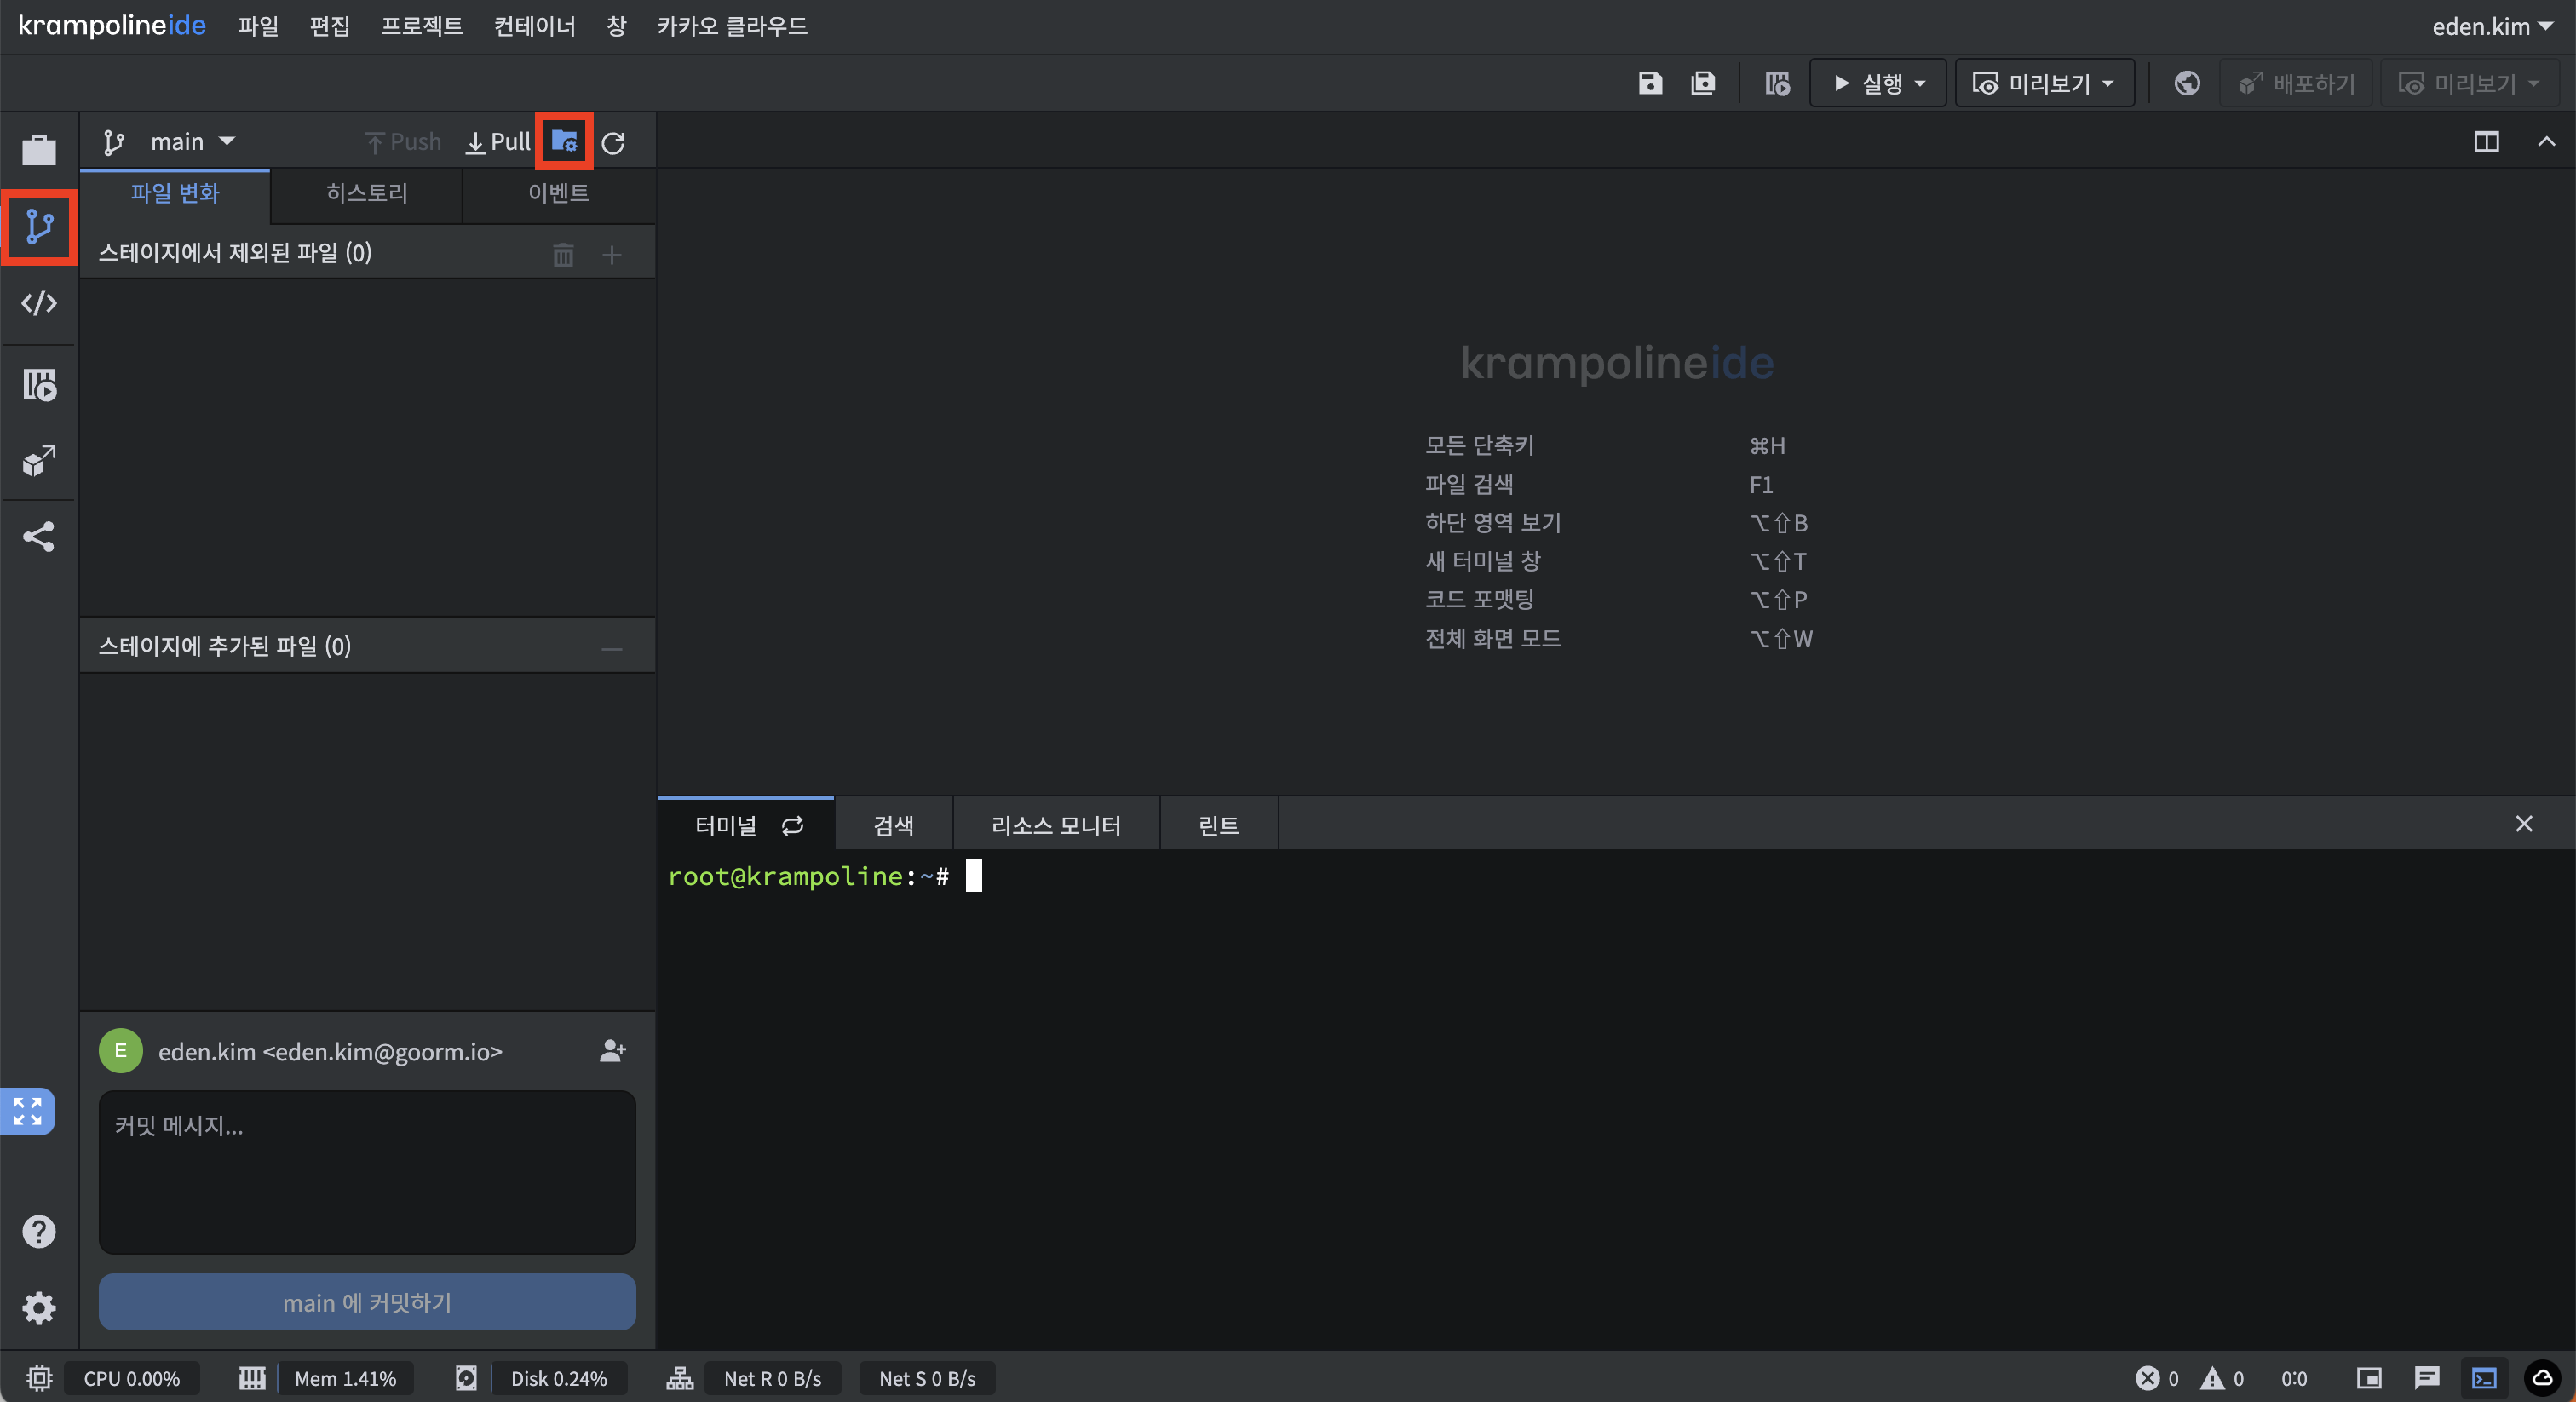 krampolineide 파일 편집 프로젝트 컨테이너 창 카카오 클라우드 eden.kim
실행 미리보기 배포하기 미리보기
main Push Pull
파일 변화 히스토리 이벤트
스테이지에서 제외된 파일 (0)
krampolineide
모든 단축키 ⌘H
파일 검색 F1
하단 영역 보기 ⌥⇧B
새 터미널 창 ⌥⇧T
코드 포맷팅 ⌥⇧P
전체 화면 모드 ⌥⇧W
스테이지에 추가된 파일 (0)
터미널 검색 리소스 모니터 린트
root@krampoline:~#
E eden.kim <eden.kim@goorm.io>
커밋 메시지...
main 에 커밋하기
CPU 0.00% Mem 1.41% Disk 0.24% Net R 0 B/s Net S 0 B/s 0 0 0:0